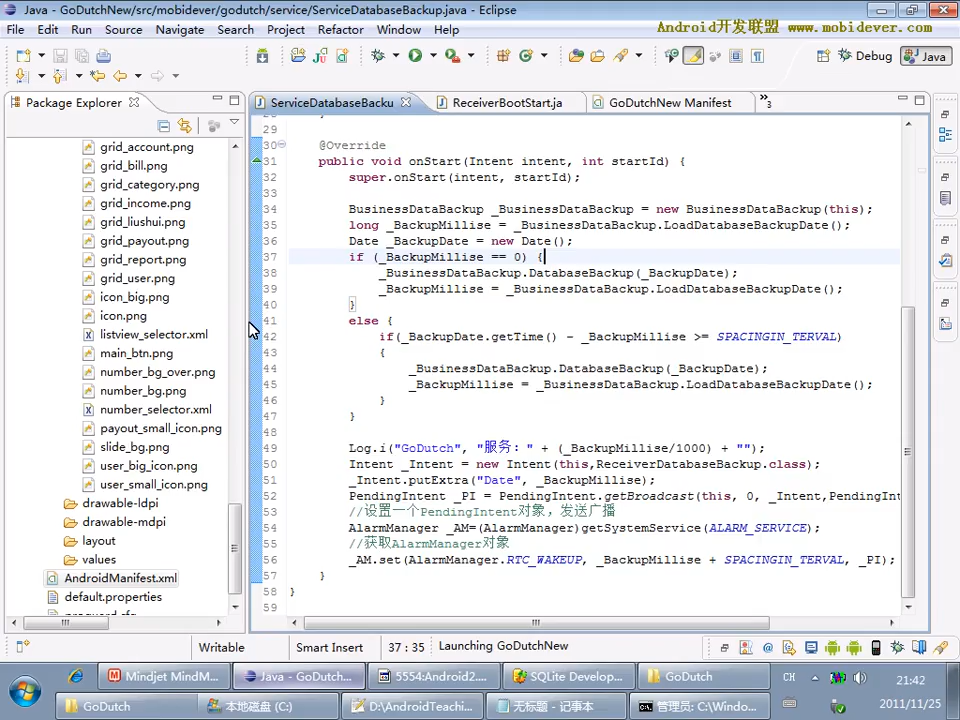 Java - GoDutchNew/src/mobidever/godutch/service/ServiceDatabaseBackup.java - Eclipse
File Edit Source Navigate Search Project Refactor Window Help
Android开发联盟 www.mobidever.com
Debug Java
Package Explorer
ServiceDatabaseBacku ReceiverBootStart.ja GoDutchNew Manifest »3
grid_account.png
grid_bill.png
grid_category.png
grid_income.png
grid_liushui.png
grid_payout.png
grid_report.png
grid_user.png
icon_big.png
icon.png
listview_selector.xml
main_btn.png
number_bg_over.png
number_bg.png
number_selector.xml
payout_small_icon.png
slide_bg.png
user_big_icon.png
user_small_icon.png
drawable-ldpi
drawable-mdpi
layout
values
AndroidManifest.xml
default.properties
29
30 @Override
31 public void onStart(Intent intent, int startId) {
32 super.onStart(intent, startId);
33
34 BusinessDataBackup _BusinessDataBackup = new BusinessDataBackup(this);
35 long _BackupMillise = _BusinessDataBackup.LoadDatabaseBackupDate();
36 Date _BackupDate = new Date();
37 if (_BackupMillise == 0) {
38 _BusinessDataBackup.DatabaseBackup(_BackupDate);
39 _BackupMillise = _BusinessDataBackup.LoadDatabaseBackupDate();
40 }
41 else {
42 if(_BackupDate.getTime() - _BackupMillise >= SPACINGIN_TERVAL)
43 {
44 _BusinessDataBackup.DatabaseBackup(_BackupDate);
45 _BackupMillise = _BusinessDataBackup.LoadDatabaseBackupDate();
46 }
47 }
48
49 Log.i("GoDutch", "服务：" + (_BackupMillise/1000) + "");
50 Intent _Intent = new Intent(this,ReceiverDatabaseBackup.class);
51 _Intent.putExtra("Date", _BackupMillise);
52 PendingIntent _PI = PendingIntent.getBroadcast(this, 0, _Intent,PendingInt
53 //设置一个PendingIntent对象，发送广播
54 AlarmManager _AM=(AlarmManager)getSystemService(ALARM_SERVICE);
55 //获取AlarmManager对象
56 _AM.set(AlarmManager.RTC_WAKEUP, _BackupMillise + SPACINGIN_TERVAL, _PI);
57 }
58 }
59
Writable Smart Insert 37 : 35 Launching GoDutchNew
Mindjet MindM... Java - GoDutch... 5554:Android2.... SQLite Develop... GoDutch CH 21:42
GoDutch 本地磁盘 (C:) D:\AndroidTeachi... 无标题 - 记事本 管理员: C:\Windo... 2011/11/25